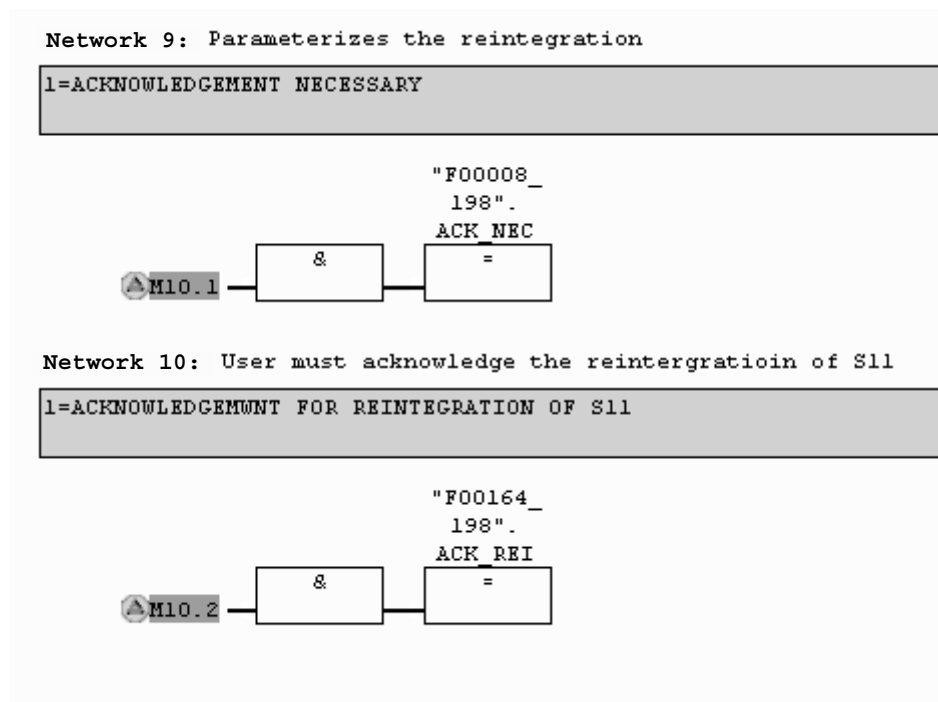 Network 9: Parameterizes the reintegration
1=ACKNOWLEDGEMENT NECESSARY
"F00008_
198".
ACK_NEC
& =
M10.1
Network 10: User must acknowledge the reintergratioin of S11
1=ACKNOWLEDGEMWNT FOR REINTEGRATION OF S11
"F00164_
198".
ACK_REI
& =
M10.2